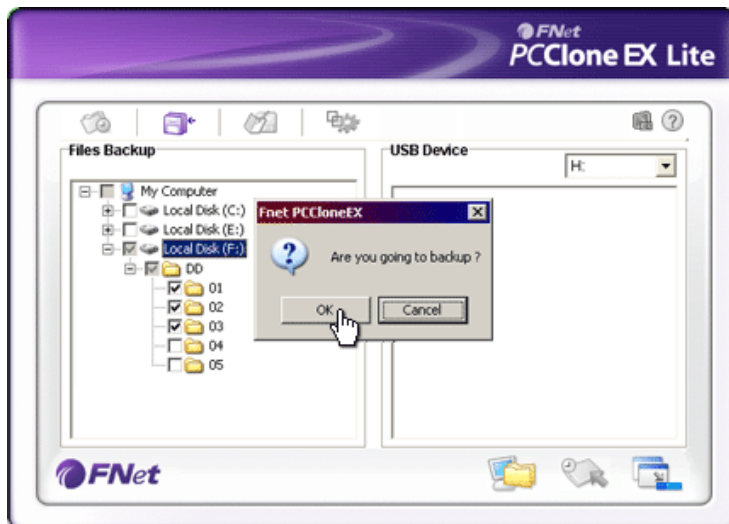 FNet
PCClone EX Lite
Files Backup
USB Device
H:
My Computer
Local Disk (C:)
Local Disk (E:)
Local Disk (F:)
DD
01
02
03
04
05
Fnet PCCloneEX
Are you going to backup ?
OK
Cancel
FNet